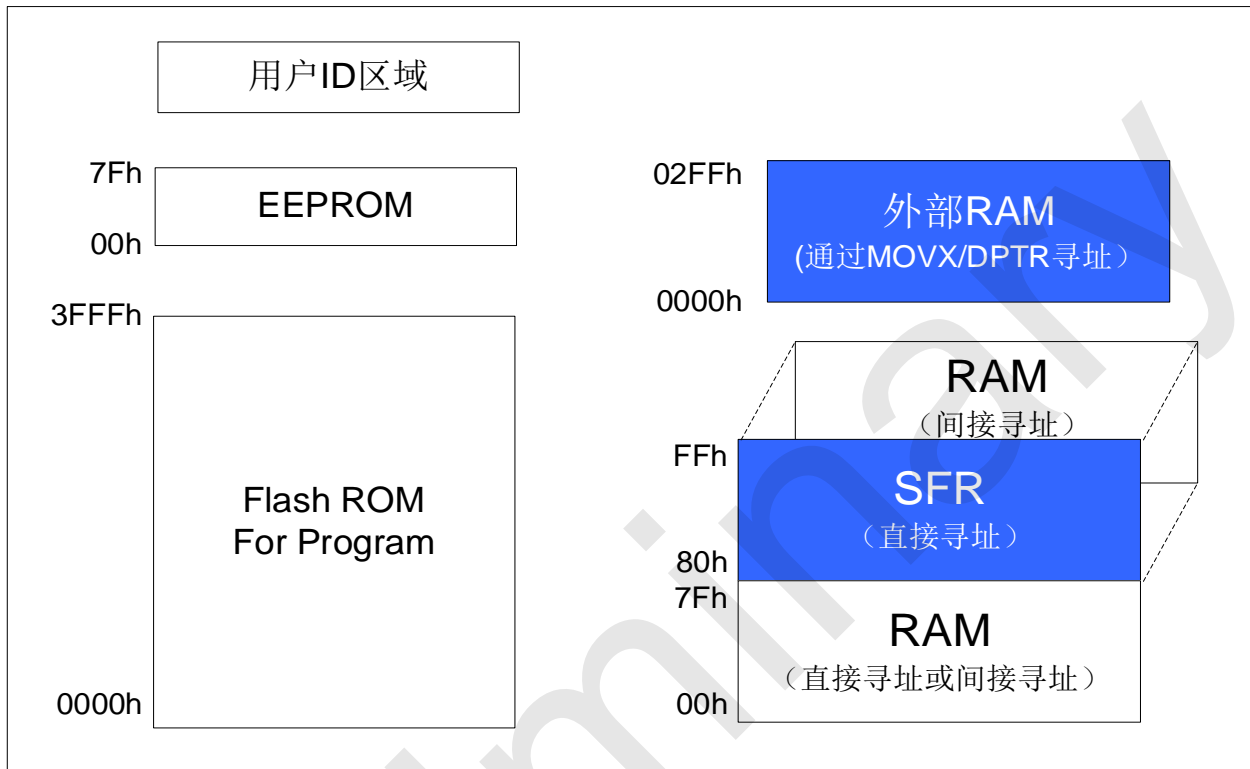 用户ID区域
7Fh
EEPROM
00h
3FFFh
Flash ROM
For Program
0000h
02FFh
外部RAM
(通过MOVX/DPTR寻址）
0000h
RAM
（间接寻址）
FFh
SFR
（直接寻址）
80h
7Fh
RAM
（直接寻址或间接寻址）
00h
iminary